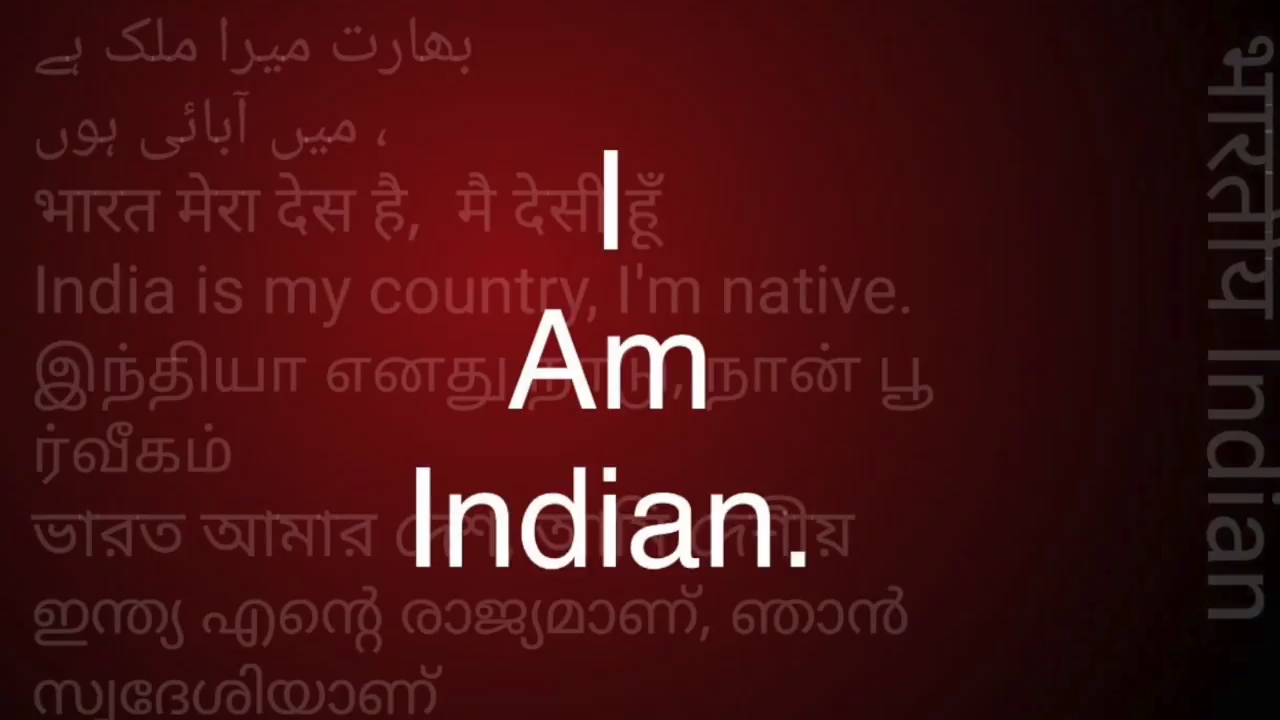 بھارت میرا ملک ہے
، میں آبائی ہوں
भारत मेरा देस है, मै देसी हूँ
India is my country, I'm native.
இந்தியா எனது நாடு, நான் பூ
ர்வீகம்
ভারত আমার দেশ আমি দেশীয়
ഇന്ത്യ എന്റെ രാജ്യമാണ്, ഞാൻ
സ്വദേശിയാണ്
I
Am
Indian.
भारतीय Indian